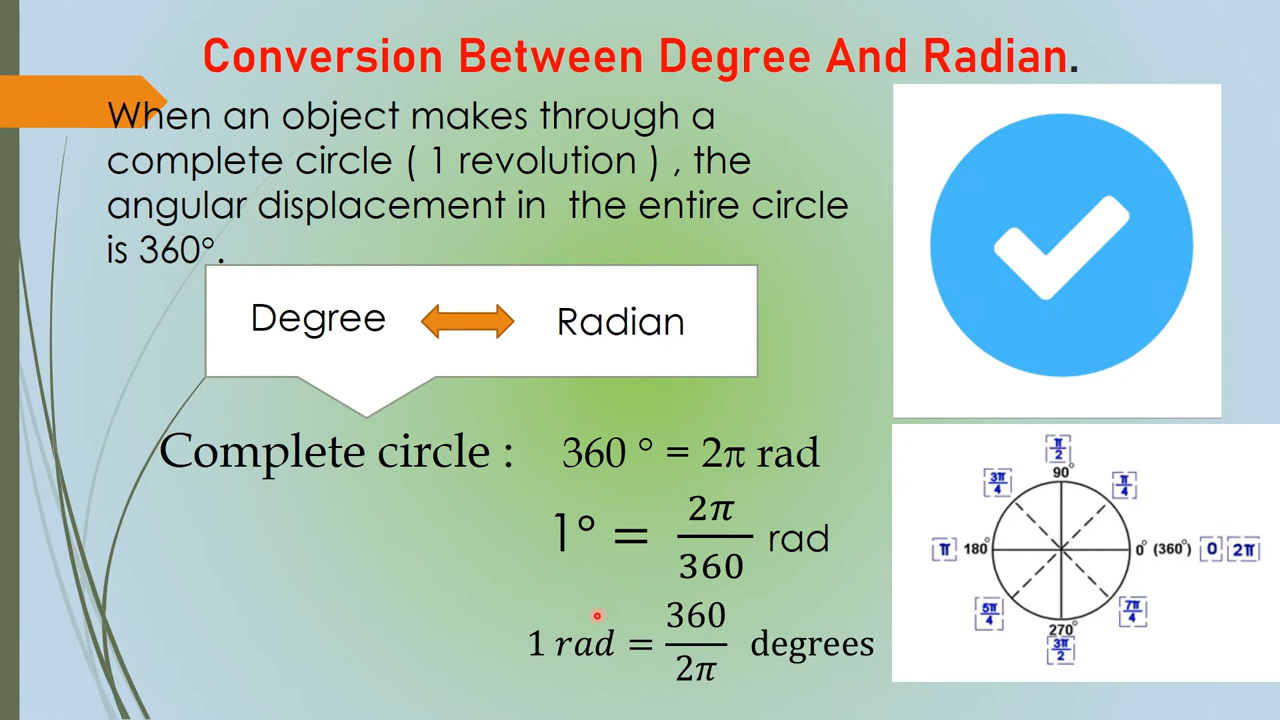 Conversion Between Degree And Radian.
When an object makes through a
complete circle ( 1 revolution ) , the
angular displacement in the entire circle
is 360°.
Degree Radian
Complete circle : 360 ° = 2π rad
1° = 2π/360 rad
1 rad = 360/2π degrees
π/2
90°
3π/4 π/4
π 180° 0° (360°) 0 2π
5π/4 7π/4
270°
3π/2